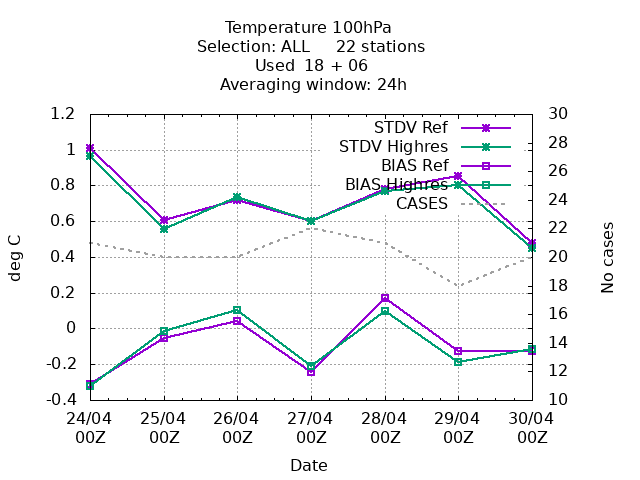 Temperature 100hPa
Selection: ALL     22 stations
Used  18 + 06
Averaging window: 24h
1.2
1
0.8
0.6
0.4
0.2
0
-0.2
-0.4
deg C
30
28
26
24
22
20
18
16
14
12
10
No cases
STDV Ref
STDV Highres
BIAS Ref
BIAS Highres
CASES
24/04 25/04 26/04 27/04 28/04 29/04 30/04
00Z 00Z 00Z 00Z 00Z 00Z 00Z
Date